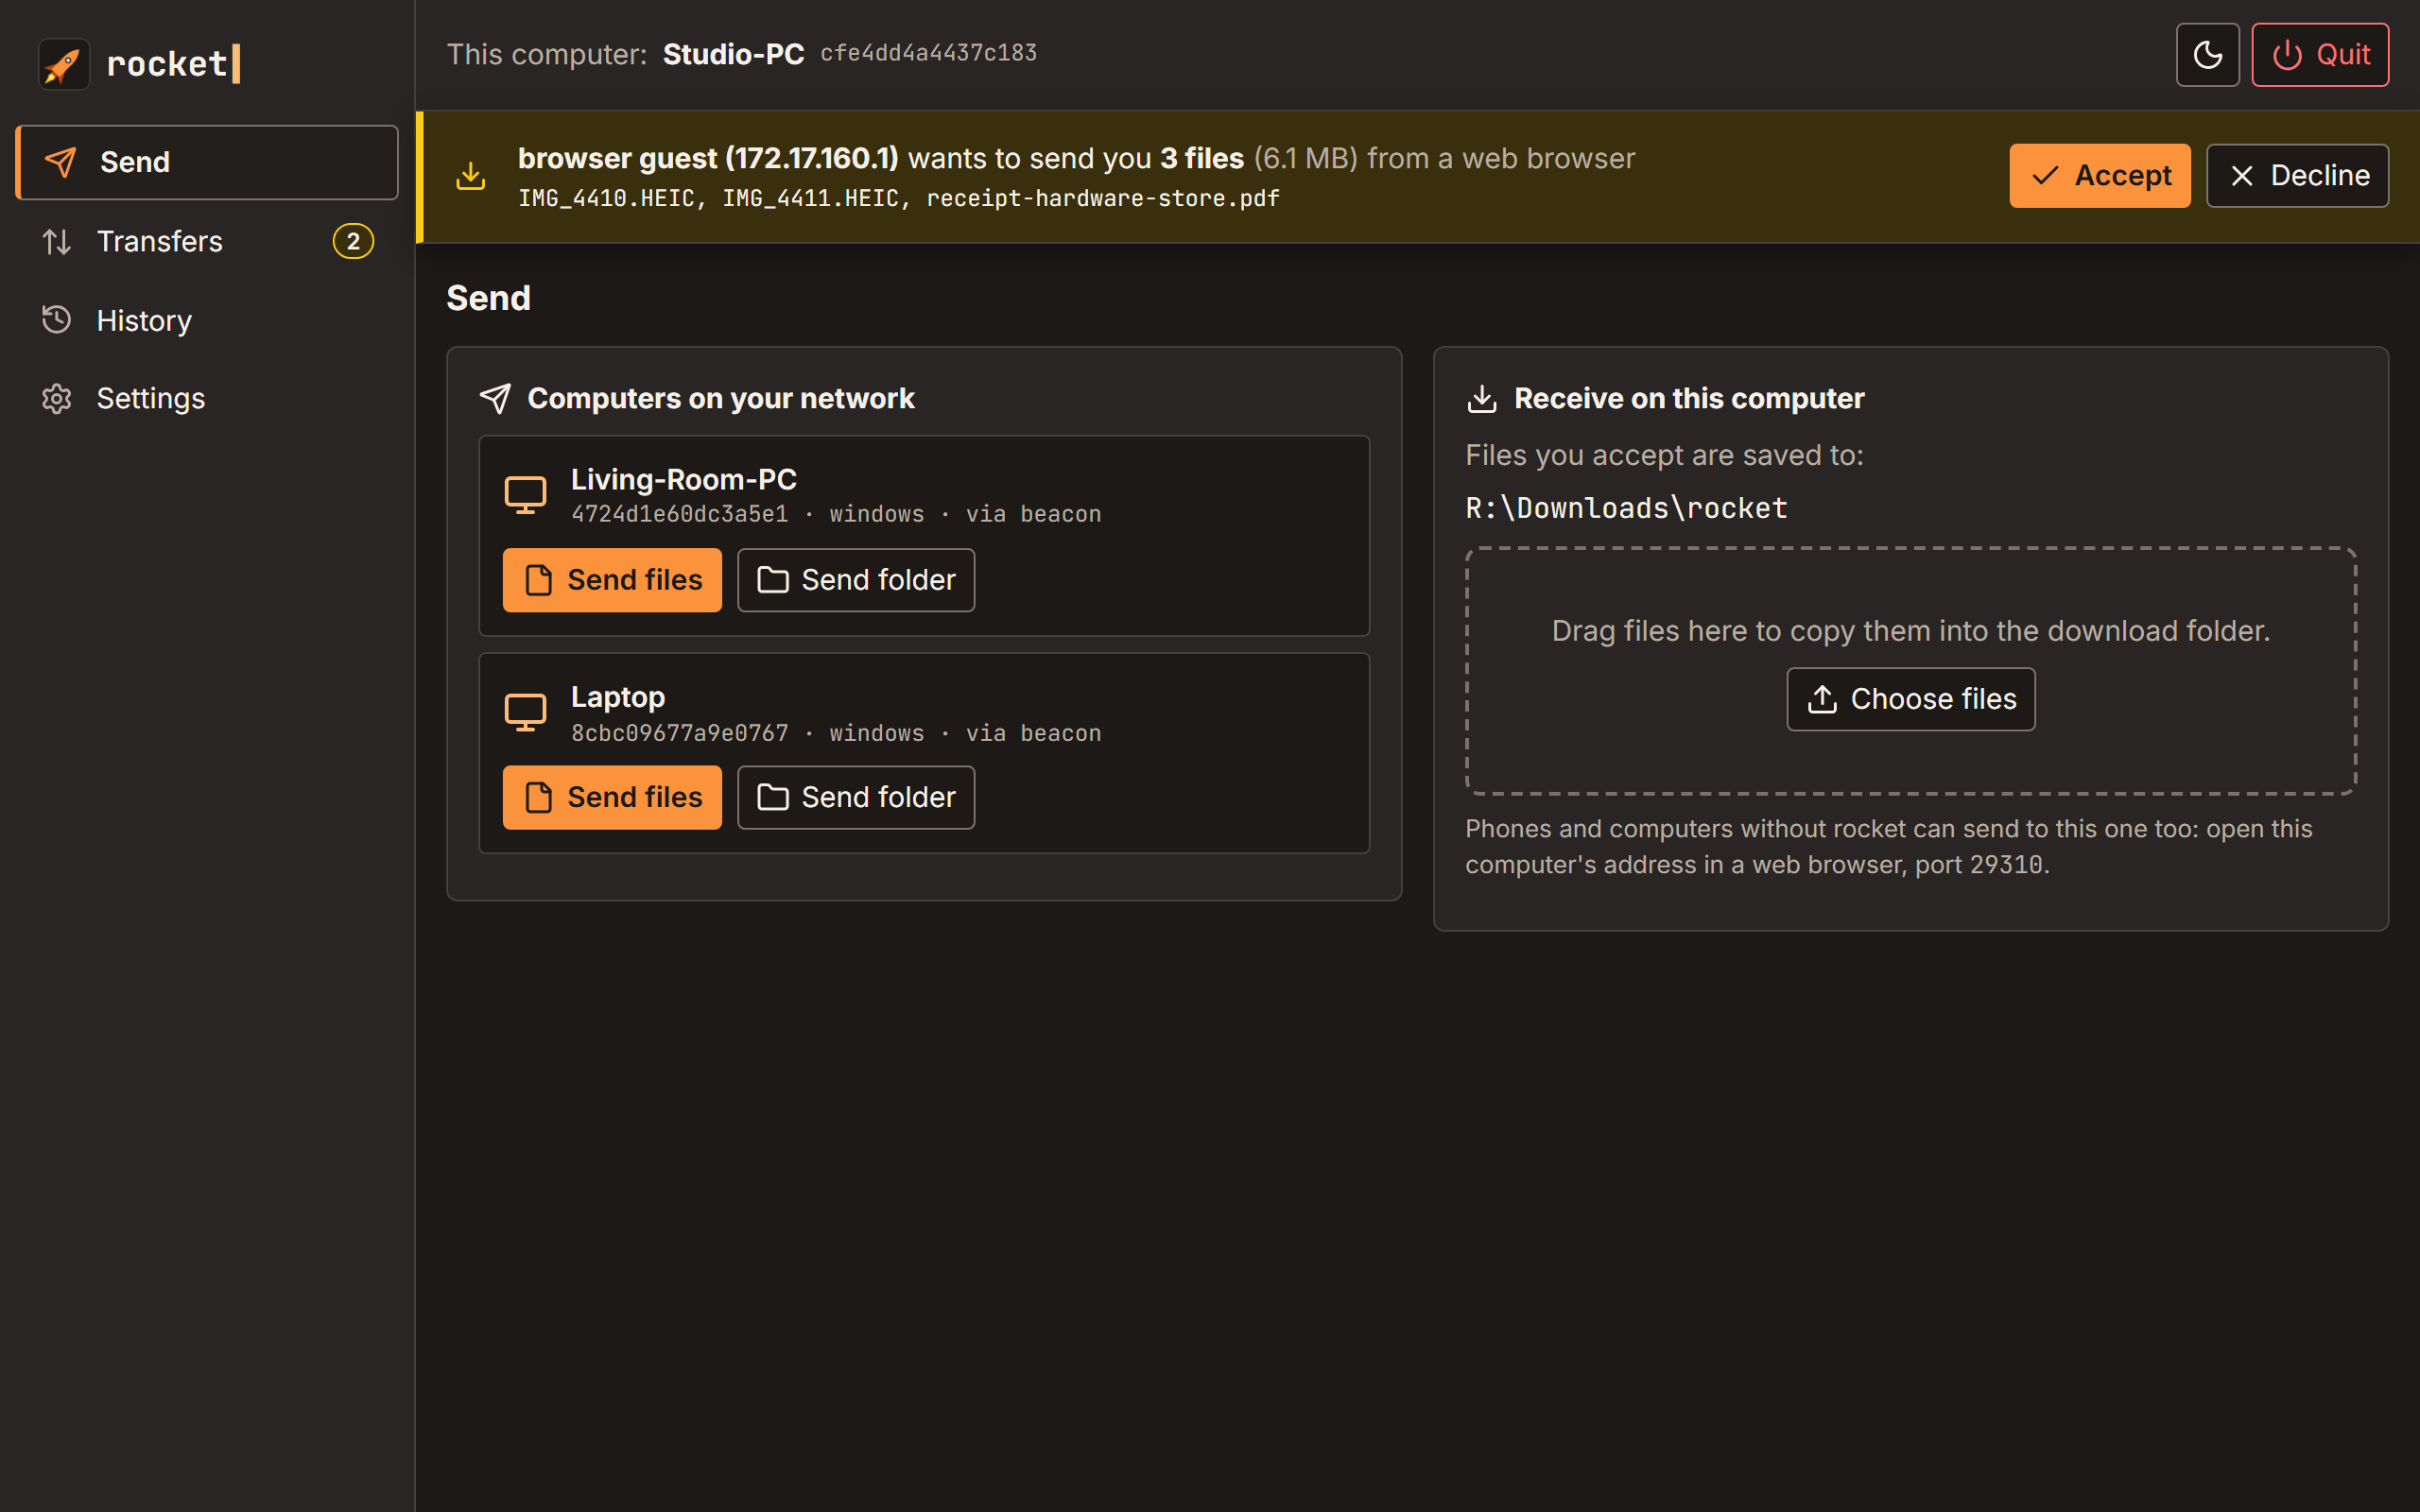 rocket
This computer: Studio-PC cfe4dd4a4437c183
Quit
Send
Transfers 2
History
Settings
browser guest (172.17.160.1) wants to send you 3 files (6.1 MB) from a web browser
IMG_4410.HEIC, IMG_4411.HEIC, receipt-hardware-store.pdf
Accept
Decline
Send
Computers on your network
Living-Room-PC
4724d1e60dc3a5e1 · windows · via beacon
Send files
Send folder
Laptop
8cbc09677a9e0767 · windows · via beacon
Send files
Send folder
Receive on this computer
Files you accept are saved to:
R:\Downloads\rocket
Drag files here to copy them into the download folder.
Choose files
Phones and computers without rocket can send to this one too: open this
computer's address in a web browser, port 29310.